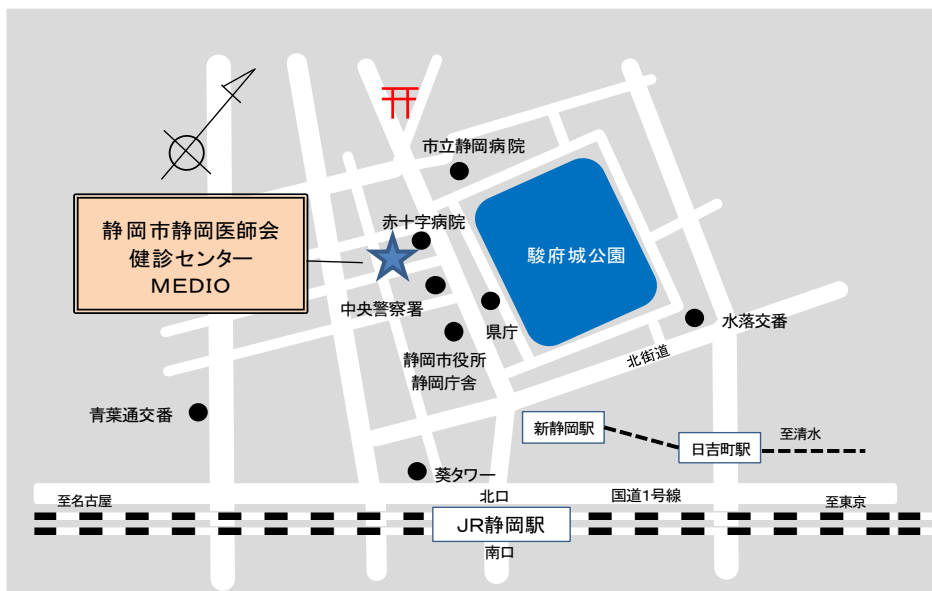 市立静岡病院
静岡市静岡医師会
健診センター
MEDIO
赤十字病院
駿府城公園
中央警察署
県庁
水落交番
静岡市役所
静岡庁舎
北街道
青葉通交番
新静岡駅
日吉町駅
至清水
葵タワー
至名古屋
北口
国道1号線
至東京
JR静岡駅
南口